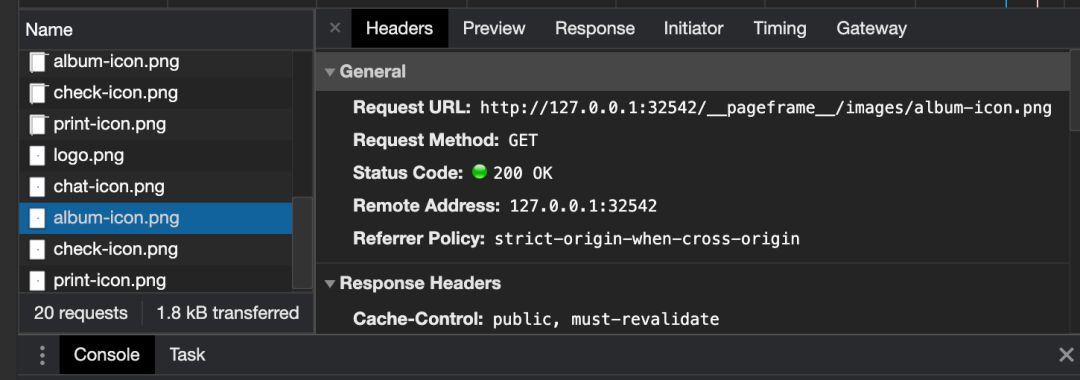 Name
album-icon.png
check-icon.png
print-icon.png
logo.png
chat-icon.png
album-icon.png
check-icon.png
print-icon.png
20 requests 1.8 kB transferred
Headers Preview Response Initiator Timing Gateway
General
Request URL: http://127.0.0.1:32542/__pageframe__/images/album-icon.png
Request Method: GET
Status Code: 200 OK
Remote Address: 127.0.0.1:32542
Referrer Policy: strict-origin-when-cross-origin
Response Headers
Cache-Control: public, must-revalidate
Console Task